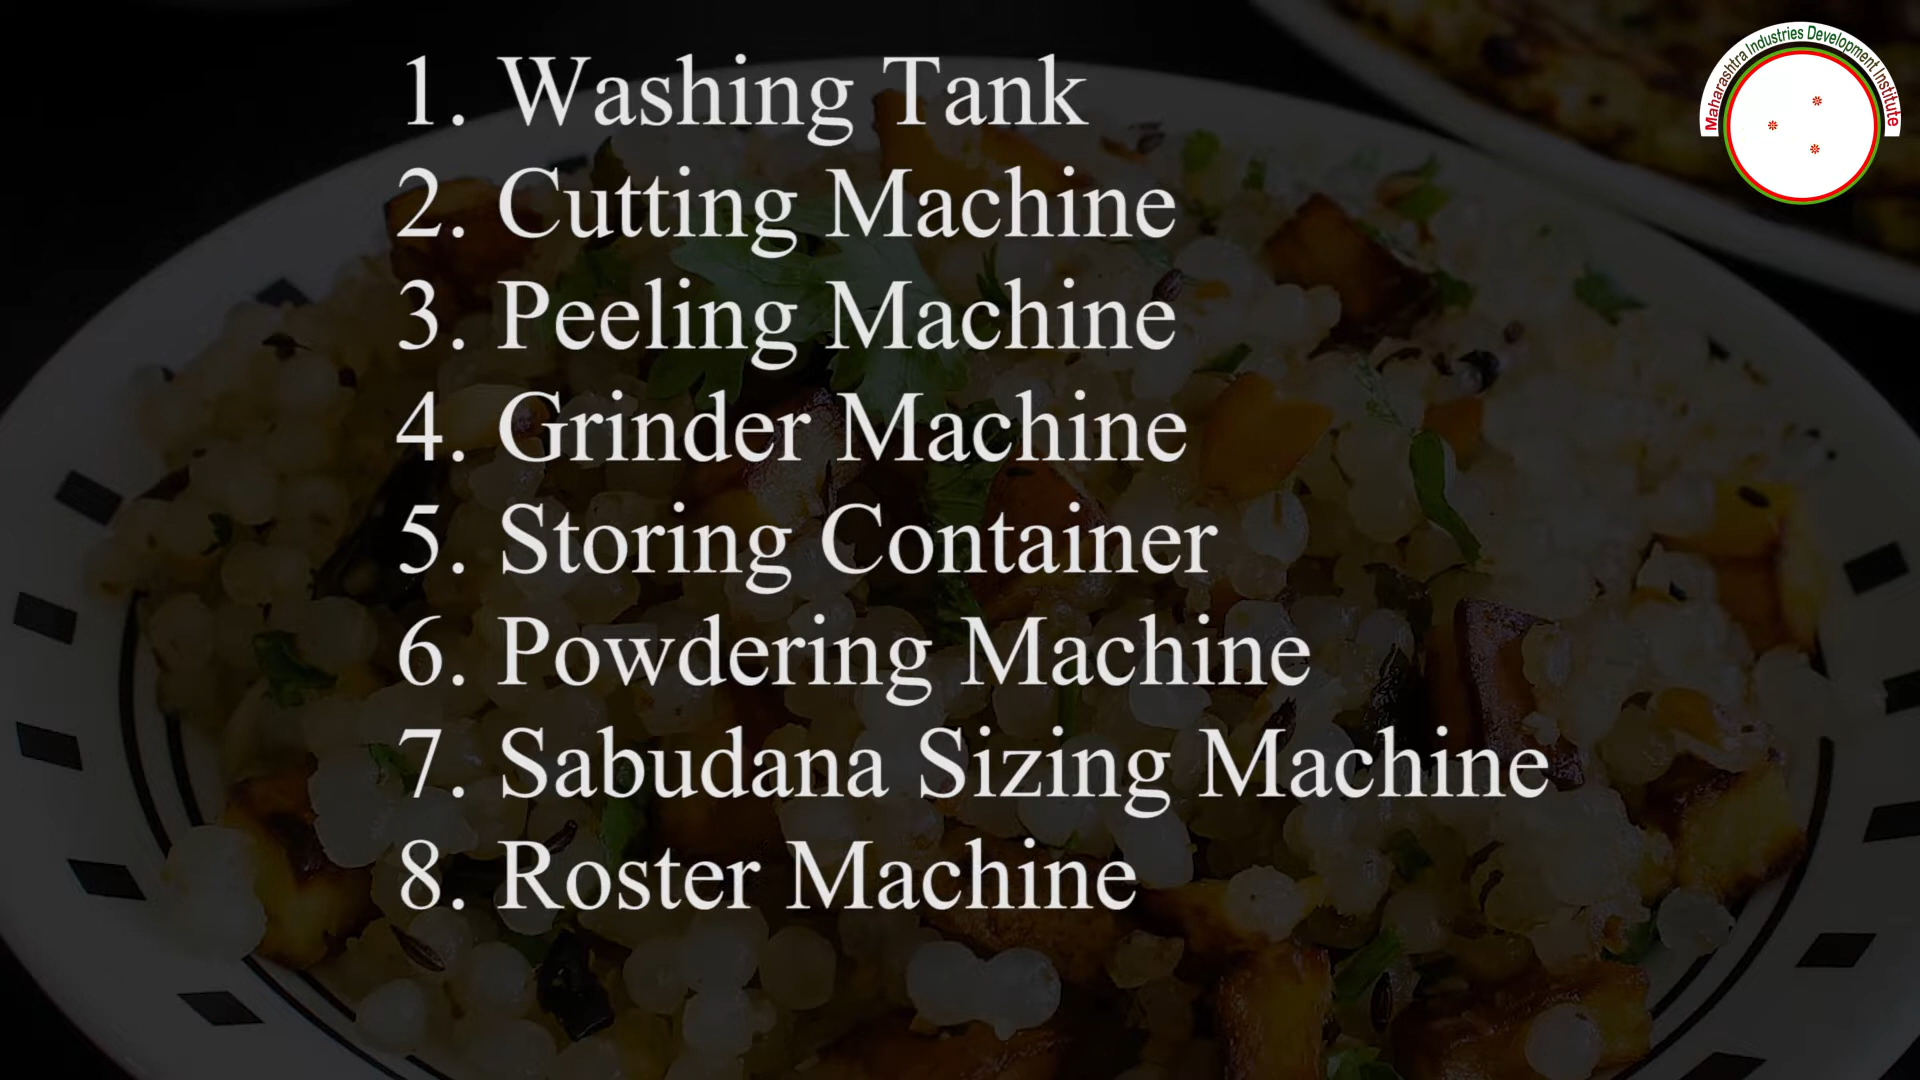 Maharashtra Industries Development Institute
1. Washing Tank
2. Cutting Machine
3. Peeling Machine
4. Grinder Machine
5. Storing Container
6. Powdering Machine
7. Sabudana Sizing Machine
8. Roster Machine